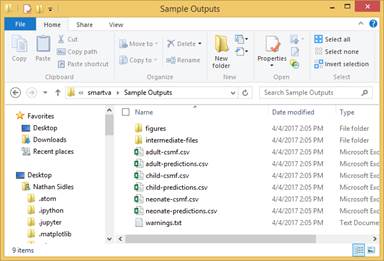 Sample Outputs
File Home Share View
Copy Paste
Cut
Copy path
Paste shortcut
Clipboard
Move to Delete
Copy to Rename
Organize
New folder
New
Properties
Open
Select all
Select none
Invert selection
Select
« smartva Sample Outputs
Search Sample Outputs
Favorites
Desktop
Downloads
Recent places
Desktop
Nathan Sidles
.atom
.ipython
.jupyter
.matplotlib
Name Date modified Type
figures 4/4/2017 2:05 PM File folder
intermediate-files 4/4/2017 2:05 PM File folder
adult-csmf.csv 4/4/2017 2:05 PM Microsoft Exc
adult-predictions.csv 4/4/2017 2:05 PM Microsoft Exc
child-csmf.csv 4/4/2017 2:05 PM Microsoft Exc
child-predictions.csv 4/4/2017 2:05 PM Microsoft Exc
neonate-csmf.csv 4/4/2017 2:05 PM Microsoft Exc
neonate-predictions.csv 4/4/2017 2:05 PM Microsoft Exc
warnings.txt 4/4/2017 2:05 PM Text Docume
9 items